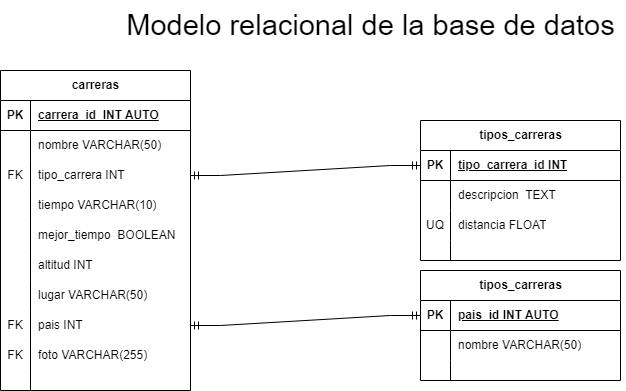 Modelo relacional de la base de datos
carreras
PK carrera_id INT AUTO
nombre VARCHAR(50)
FK tipo_carrera INT
tiempo VARCHAR(10)
mejor_tiempo BOOLEAN
altitud INT
lugar VARCHAR(50)
FK pais INT
FK foto VARCHAR(255)
tipos_carreras
PK tipo_carrera_id INT
descripcion TEXT
UQ distancia FLOAT
tipos_carreras
PK pais_id INT AUTO
nombre VARCHAR(50)